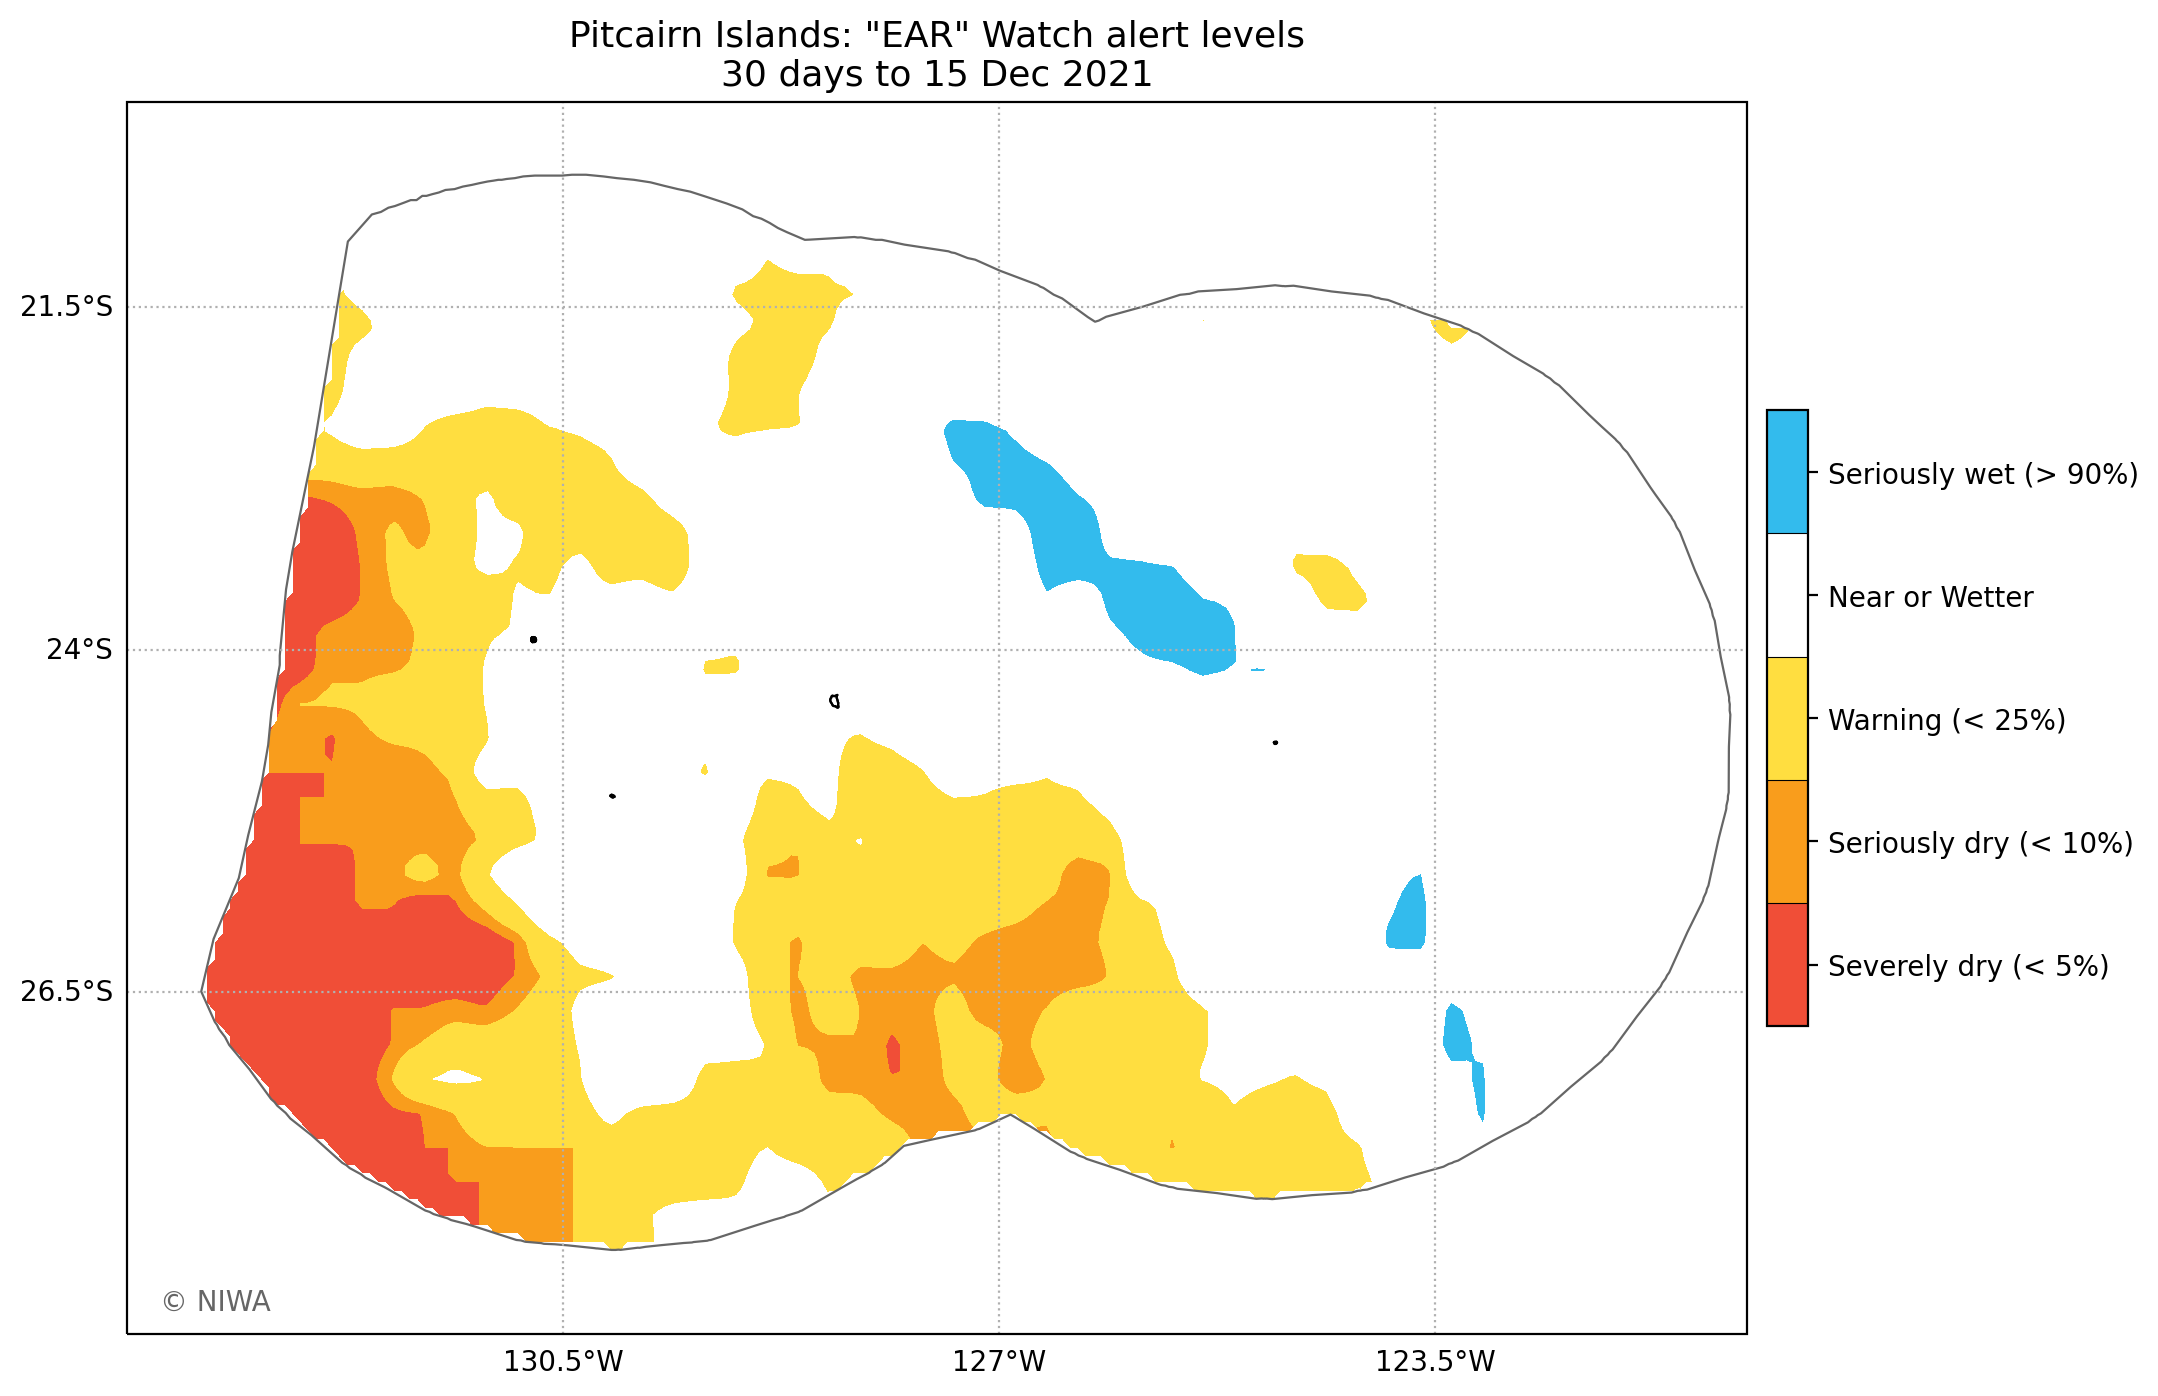 Pitcairn Islands: "EAR" Watch alert levels
30 days to 15 Dec 2021
21.5°S
24°S
26.5°S
130.5°W
127°W
123.5°W
Seriously wet (> 90%)
Near or Wetter
Warning (< 25%)
Seriously dry (< 10%)
Severely dry (< 5%)
© NIWA